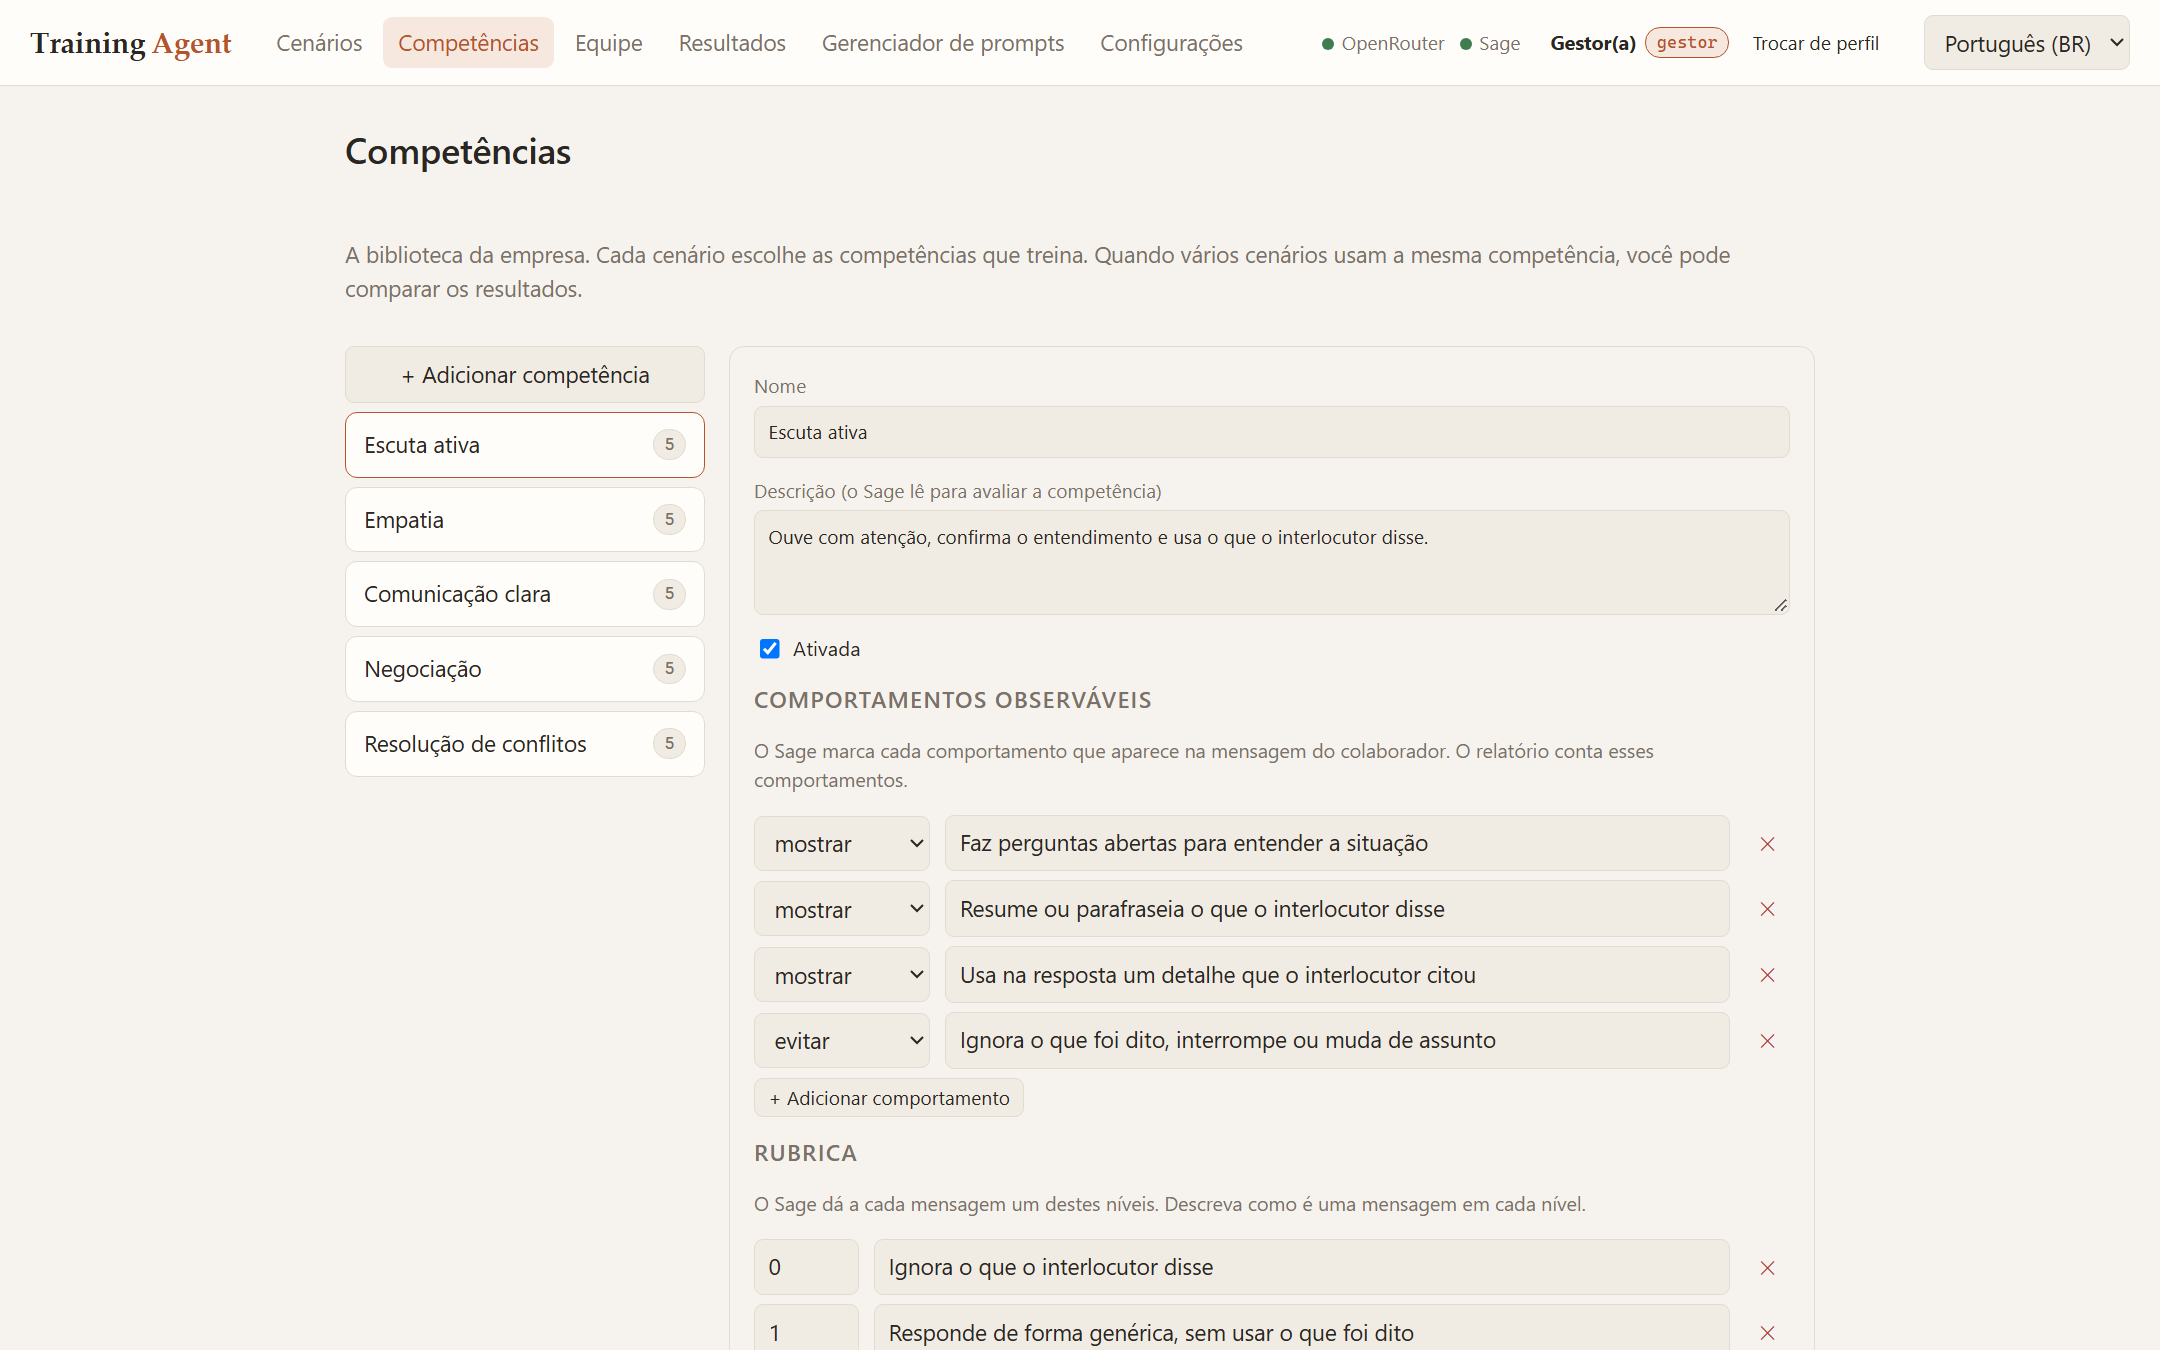 Training Agent
Cenários
Competências
Equipe
Resultados
Gerenciador de prompts
Configurações
OpenRouter
Sage
Gestor(a)
gestor
Trocar de perfil
Português (BR)
Competências
A biblioteca da empresa. Cada cenário escolhe as competências que treina. Quando vários cenários usam a mesma competência, você pode
comparar os resultados.
+ Adicionar competência
Escuta ativa 5
Empatia 5
Comunicação clara 5
Negociação 5
Resolução de conflitos 5
Nome
Escuta ativa
Descrição (o Sage lê para avaliar a competência)
Ouve com atenção, confirma o entendimento e usa o que o interlocutor disse.
Ativada
COMPORTAMENTOS OBSERVÁVEIS
O Sage marca cada comportamento que aparece na mensagem do colaborador. O relatório conta esses
comportamentos.
mostrar Faz perguntas abertas para entender a situação
mostrar Resume ou parafraseia o que o interlocutor disse
mostrar Usa na resposta um detalhe que o interlocutor citou
evitar Ignora o que foi dito, interrompe ou muda de assunto
+ Adicionar comportamento
RUBRICA
O Sage dá a cada mensagem um destes níveis. Descreva como é uma mensagem em cada nível.
0 Ignora o que o interlocutor disse
1 Responde de forma genérica, sem usar o que foi dito